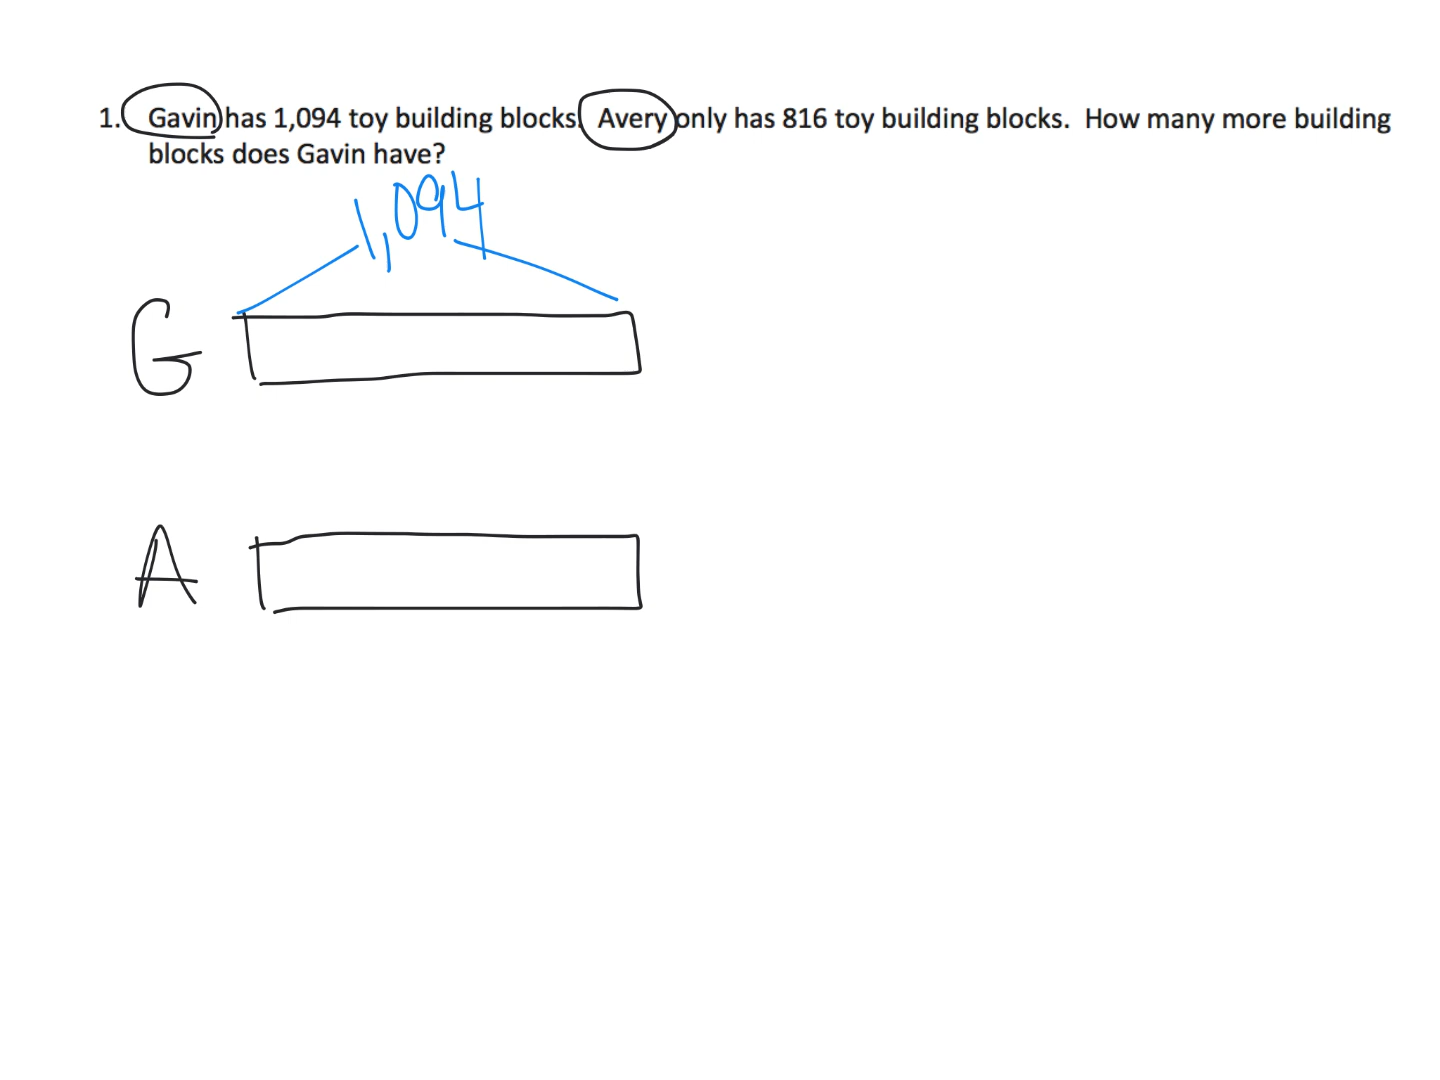 1. Gavin has 1,094 toy building blocks. Avery only has 816 toy building blocks. How many more building
blocks does Gavin have?
1,094
G
A